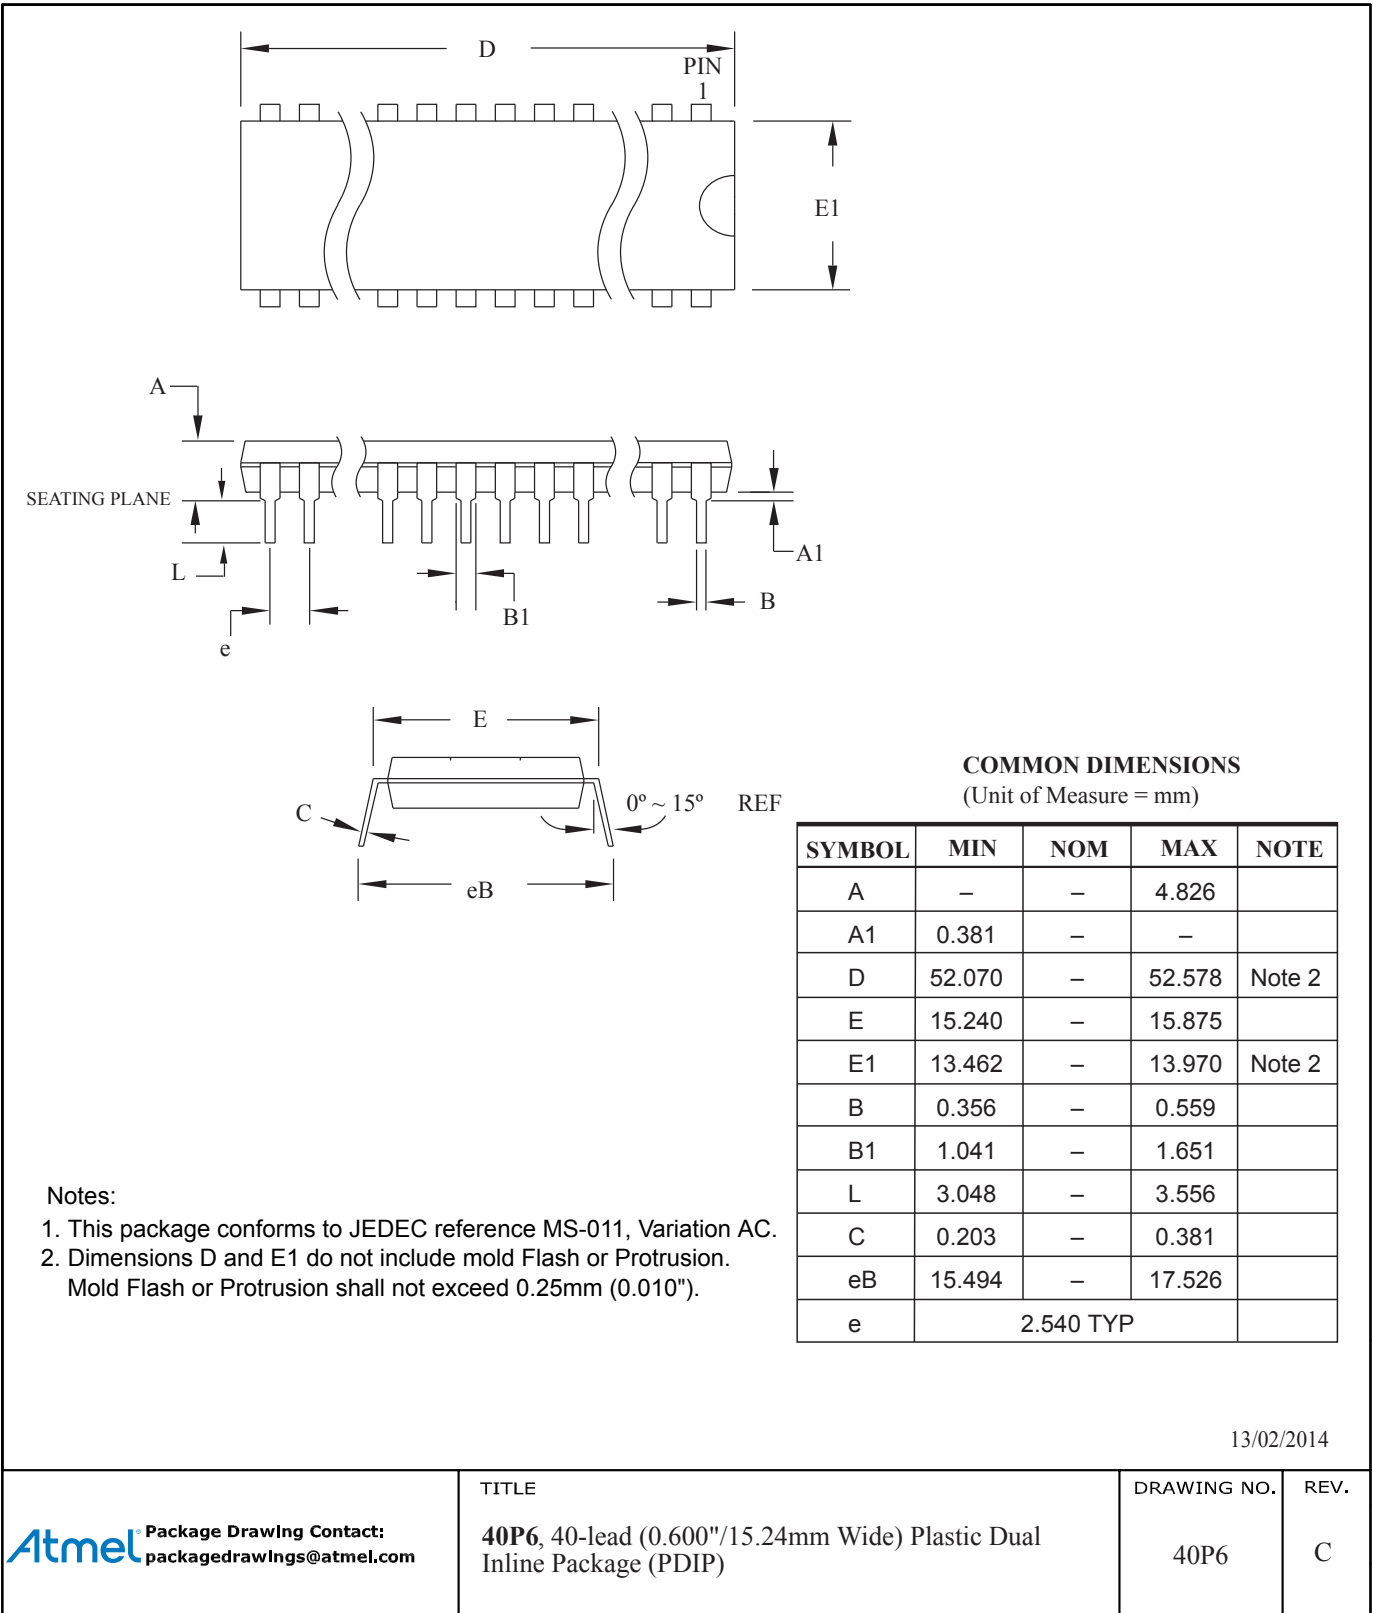 D
PIN
1
E1
A
SEATING PLANE
L
e
B1
B
A1
E
C
0º ~ 15º REF
eB
COMMON DIMENSIONS
(Unit of Measure = mm)
SYMBOL MIN NOM MAX NOTE
A – – 4.826
A1 0.381 – –
D 52.070 – 52.578 Note 2
E 15.240 – 15.875
E1 13.462 – 13.970 Note 2
B 0.356 – 0.559
B1 1.041 – 1.651
L 3.048 – 3.556
C 0.203 – 0.381
eB 15.494 – 17.526
e 2.540 TYP
Notes:
1. This package conforms to JEDEC reference MS-011, Variation AC.
2. Dimensions D and E1 do not include mold Flash or Protrusion.
Mold Flash or Protrusion shall not exceed 0.25mm (0.010").
13/02/2014
Atmel Package Drawing Contact:
packagedrawings@atmel.com
TITLE
40P6, 40-lead (0.600"/15.24mm Wide) Plastic Dual
Inline Package (PDIP)
DRAWING NO.
40P6
REV.
C